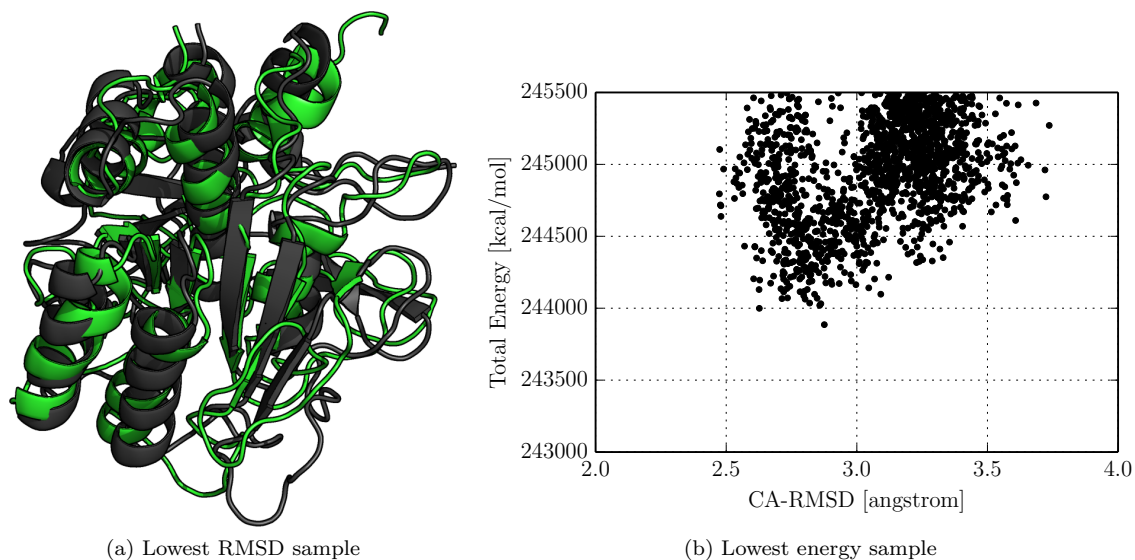 245500
245000
244500
244000
243500
243000
Total Energy [kcal/mol]
2.0 2.5 3.0 3.5 4.0
CA-RMSD [angstrom]
(a) Lowest RMSD sample
(b) Lowest energy sample